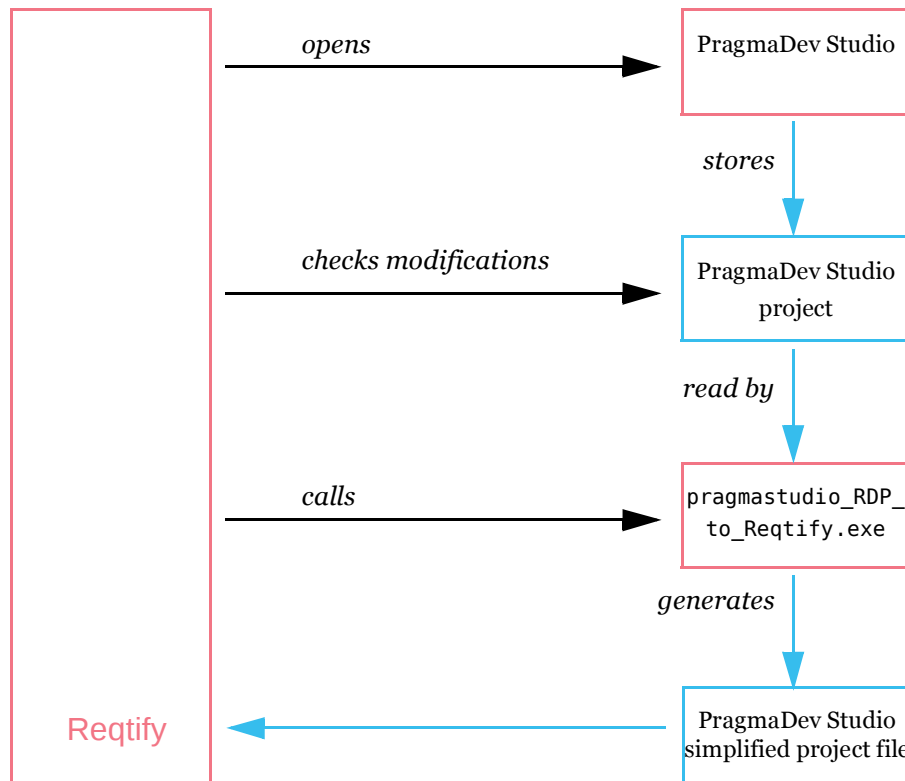 opens
PragmaDev Studio
stores
checks modifications
PragmaDev Studio
project
read by
calls
pragmastudio_RDP_
to_Reqtify.exe
generates
Reqtify
PragmaDev Studio
simplified project file